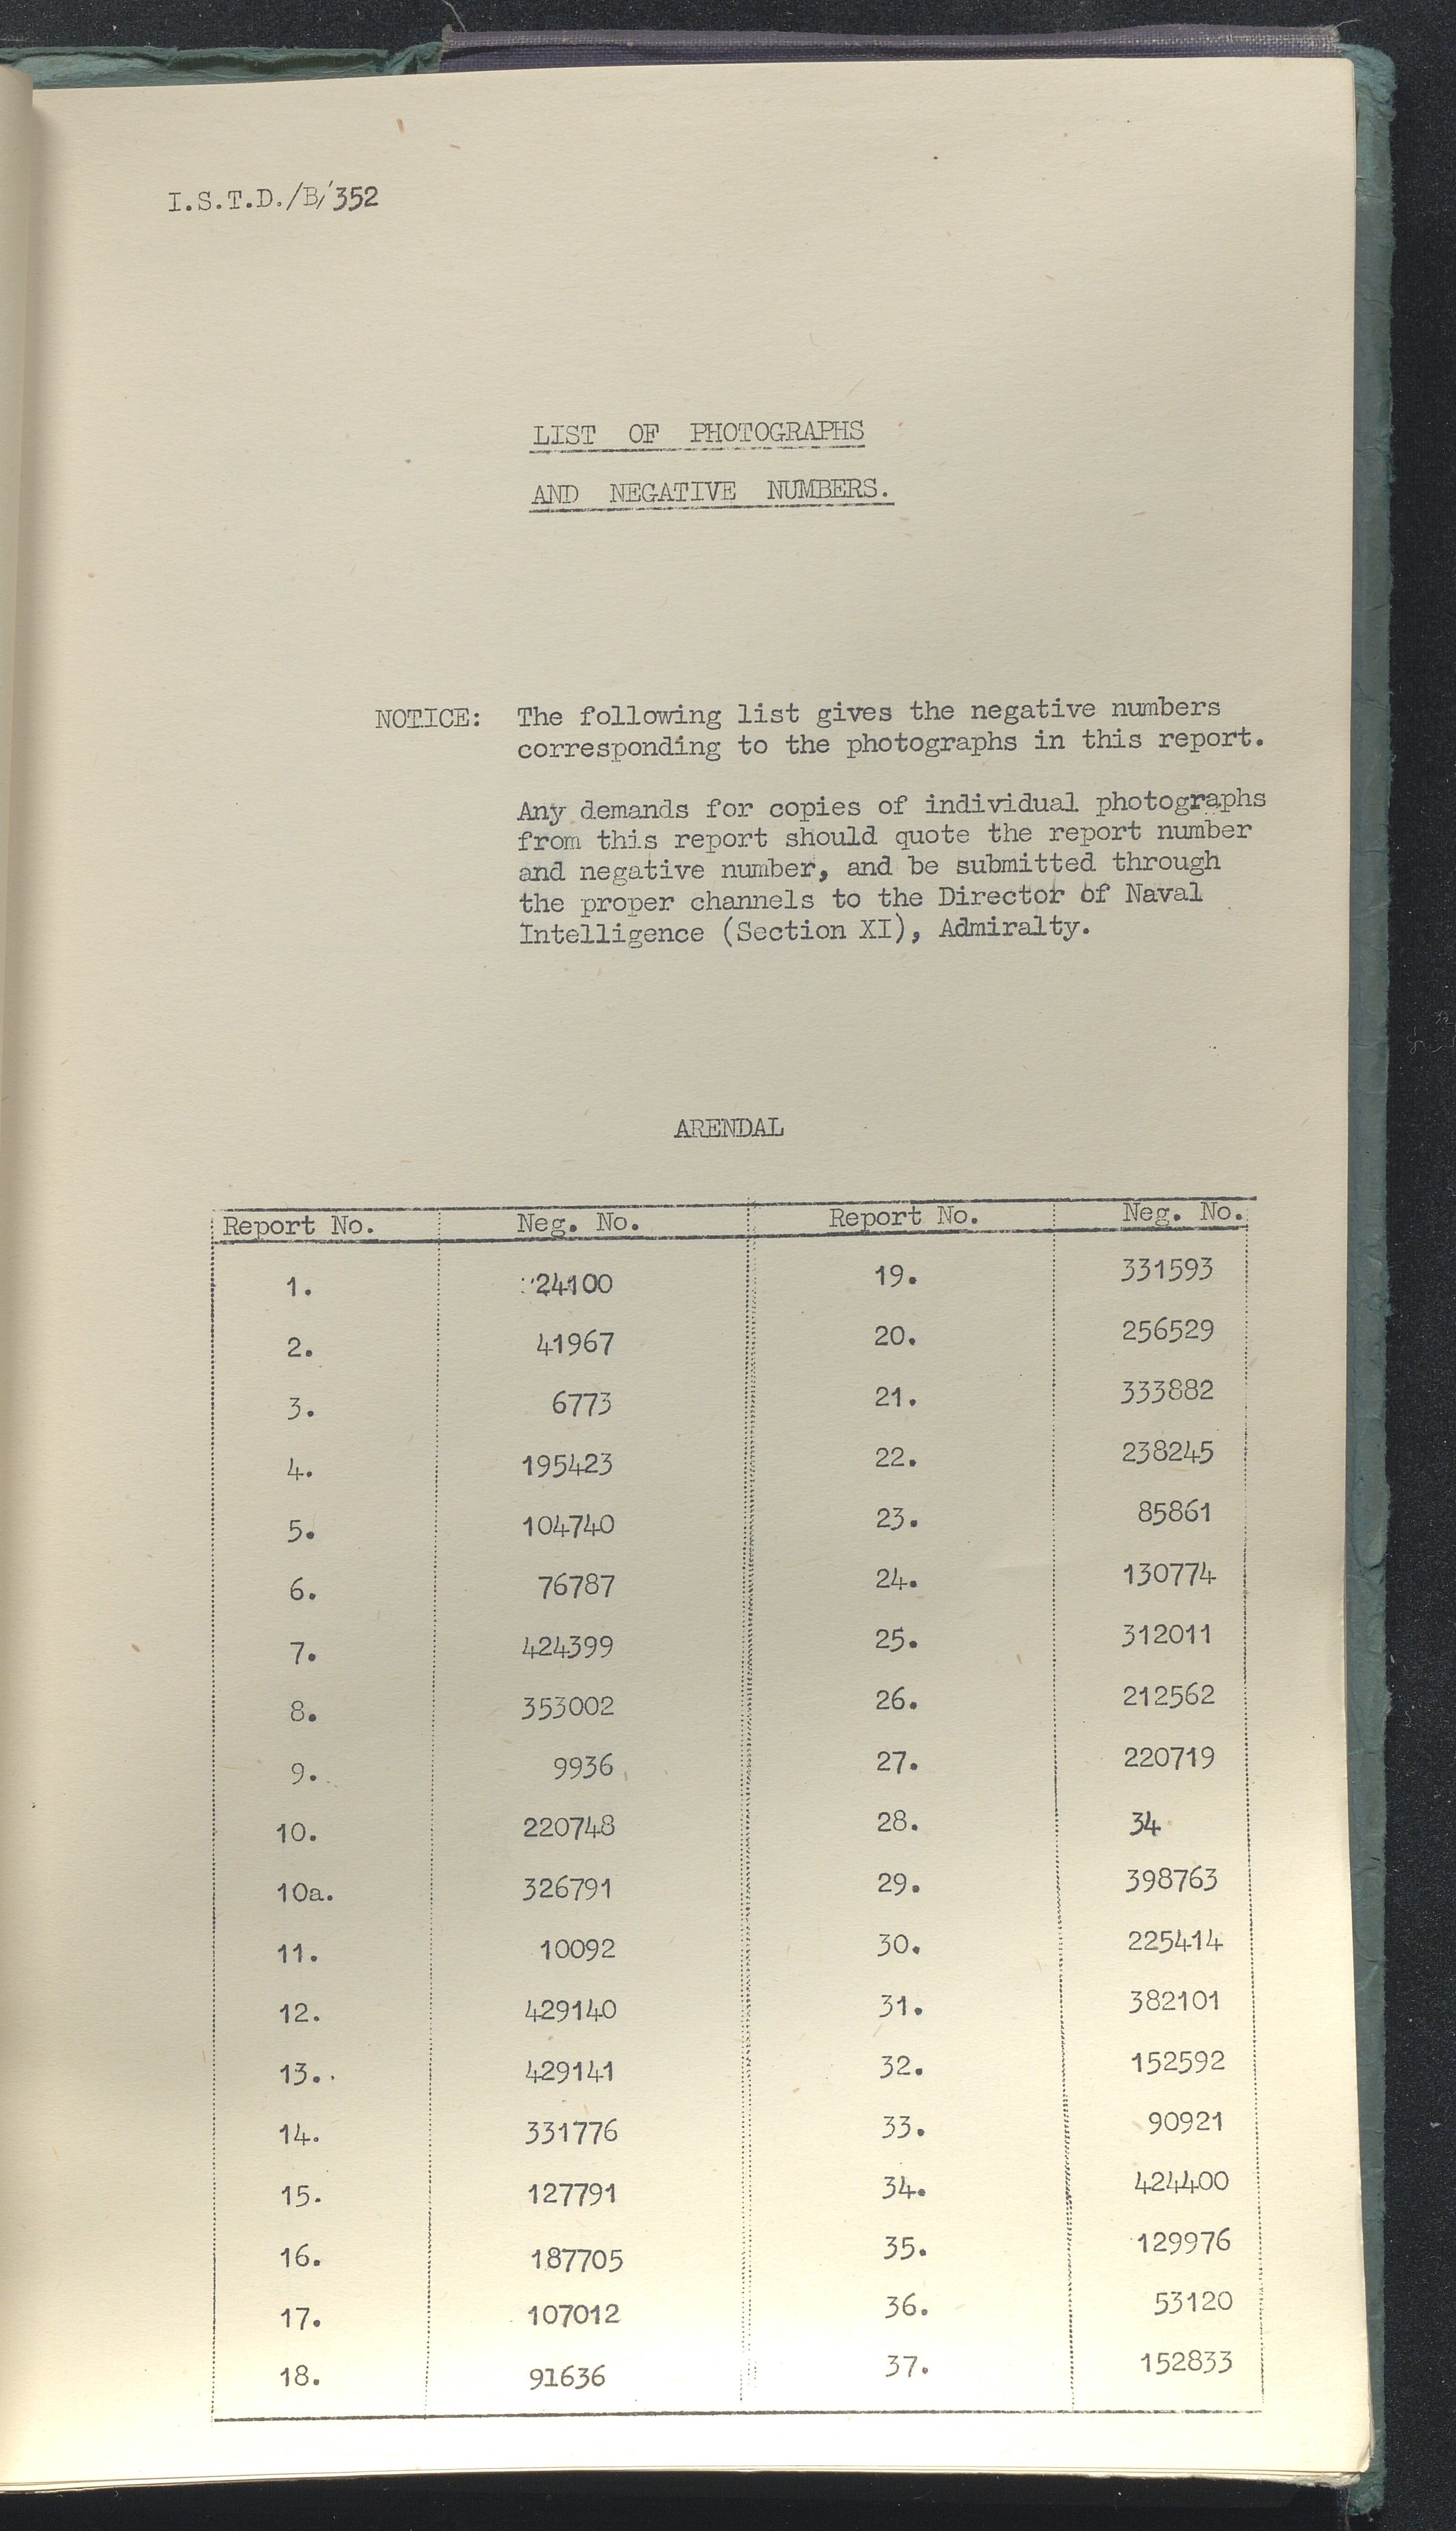 I.S.T.D./B/352
LIST OF PHOTOGRAPHS
AND NEGATIVE NUMBERS.
NOTICE: The following list gives the negative numbers
corresponding to the photographs in this report.
Any demands for copies of individual photographs
from this report should quote the report number
and negative number, and be submitted through
the proper channels to the Director of Naval
Intelligence (Section XI), Admiralty.
ARENDAL
Report No. Neg. No. Report No. Neg. No.
1. 24100 19. 331593
2. 41967 20. 256529
3. 6773 21. 333882
4. 195423 22. 238245
5. 104740 23. 85861
6. 76787 24. 130774
7. 424399 25. 312011
8. 353002 26. 212562
9. 9936 27. 220719
10. 220748 28. 34
10a. 326791 29. 398763
11. 10092 30. 225414
12. 429140 31. 382101
13. 429141 32. 152592
14. 331776 33. 90921
15. 127791 34. 424400
16. 187705 35. 129976
17. 107012 36. 53120
18. 91636 37. 152833